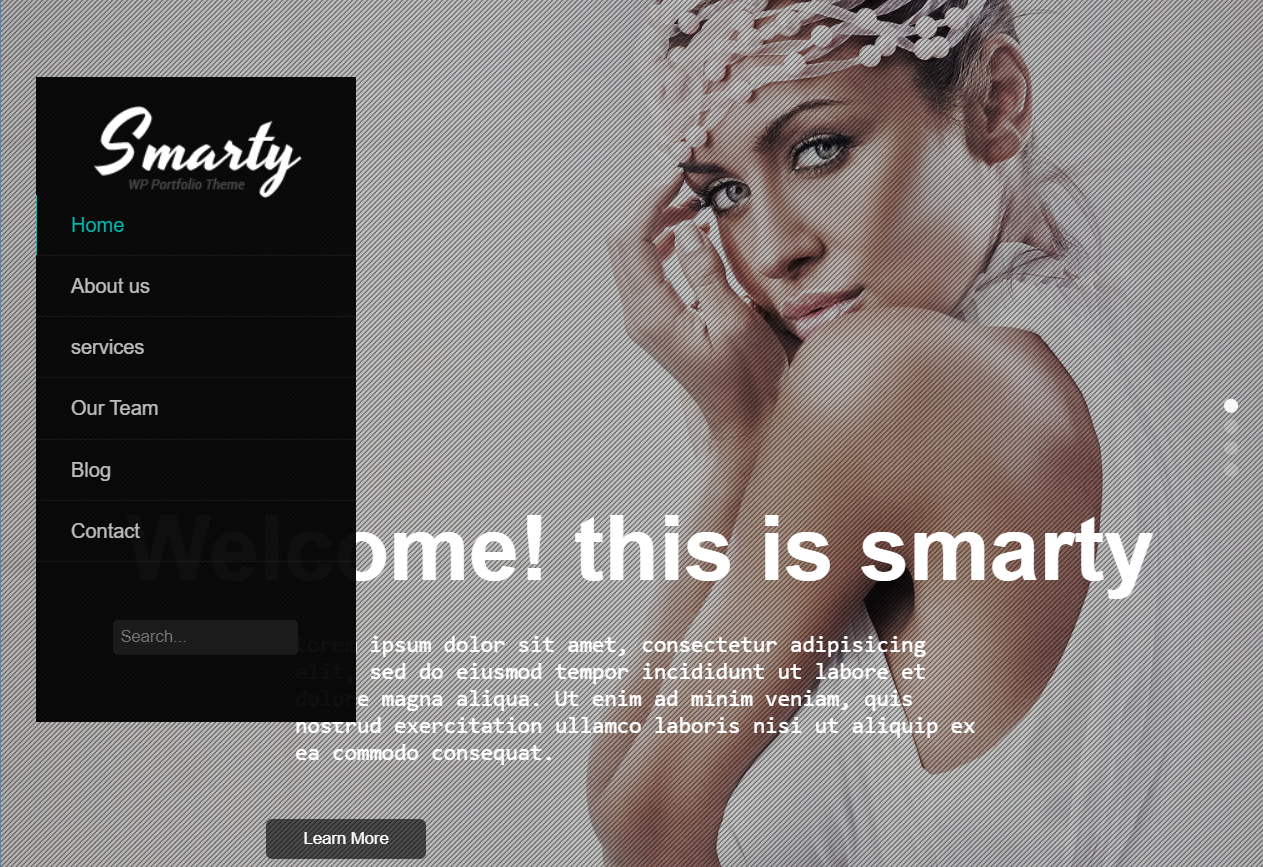 Smarty
WP Portfolio Theme
Home
About us
services
Our Team
Blog
Contact
Welcome! this is smarty
Search...
Lorem ipsum dolor sit amet, consectetur adipisicing
elit, sed do eiusmod tempor incididunt ut labore et
dolore magna aliqua. Ut enim ad minim veniam, quis
nostrud exercitation ullamco laboris nisi ut aliquip ex
ea commodo consequat.
Learn More